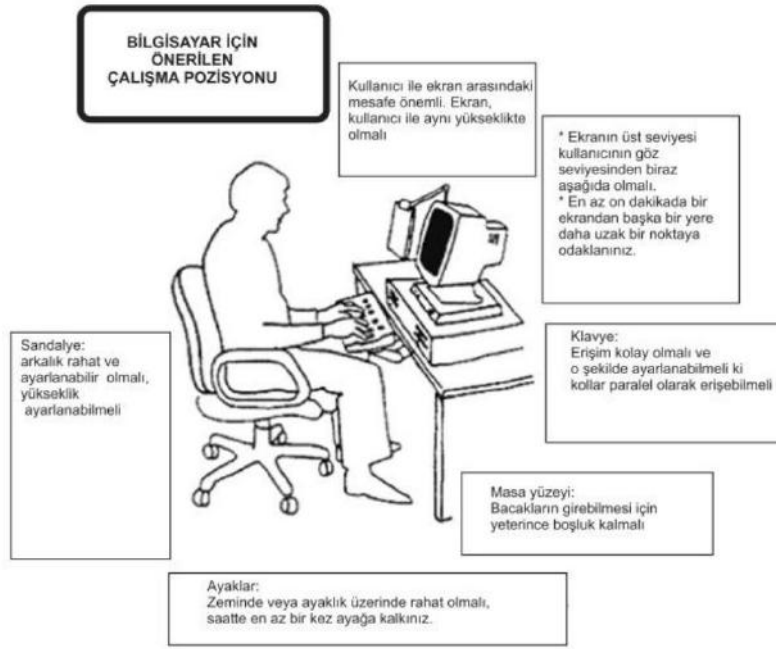 BİLGİSAYAR İÇİN
ÖNERİLEN
ÇALIŞMA POZİSYONU
Kullanıcı ile ekran arasındaki
mesafe önemli. Ekran,
kullanıcı ile aynı yükseklikte
olmalı
* Ekranın üst seviyesi
kullanıcının göz
seviyesinden biraz
aşağıda olmalı.
* En az on dakikada bir
ekrandan başka bir yere
daha uzak bir noktaya
odaklanınız.
Sandalye:
arkalık rahat ve
ayarlanabilir olmalı,
yükseklik
ayarlanabilmeli
Klavye:
Erişim kolay olmalı ve
o şekilde ayarlanabilmeli ki
kollar paralel olarak erişebilmeli
Masa yüzeyi:
Bacakların girebilmesi için
yeterince boşluk kalmalı
Ayaklar:
Zeminde veya ayaklık üzerinde rahat olmalı,
saatte en az bir kez ayağa kalkınız.